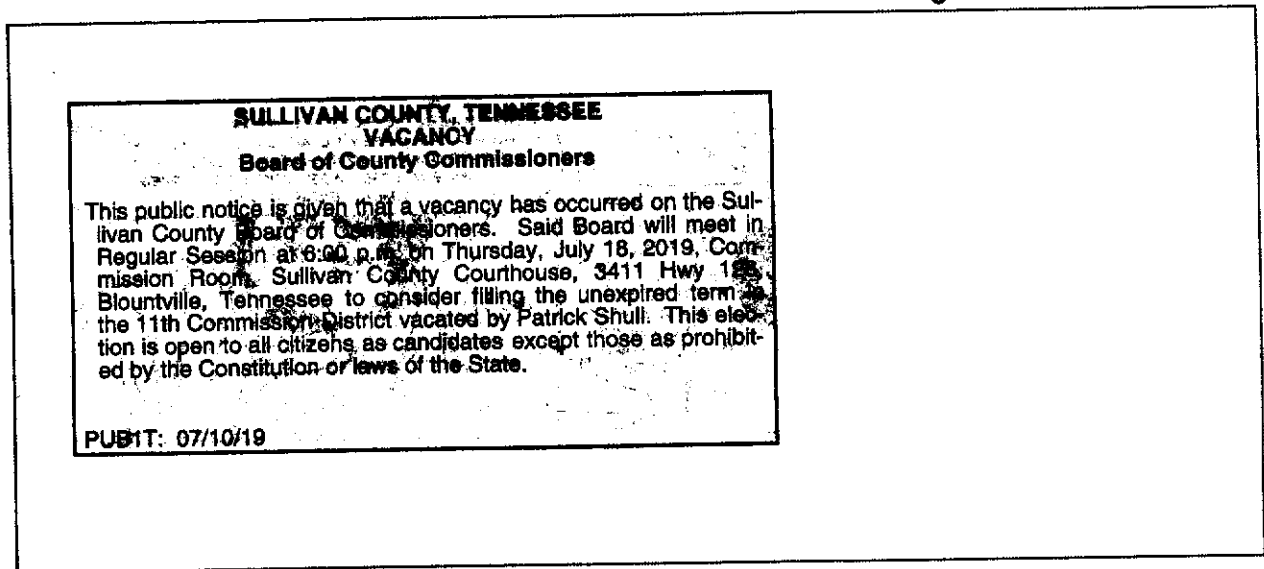 SULLIVAN COUNTY, TENNESSEE
VACANCY
Board of County Commissioners
This public notice is given that a vacancy has occurred on the Sul-
livan County Board of Commissioners. Said Board will meet in
Regular Session at 6:00 p.m. on Thursday, July 18, 2019, Com-
mission Room, Sullivan County Courthouse, 3411 Hwy
Blountville, Tennessee to consider filling the unexpired term in
the 11th Commission District vacated by Patrick Shull. This elec-
tion is open to all citizens as candidates except those as prohibit-
ed by the Constitution or laws of the State.
PUB1T: 07/10/19